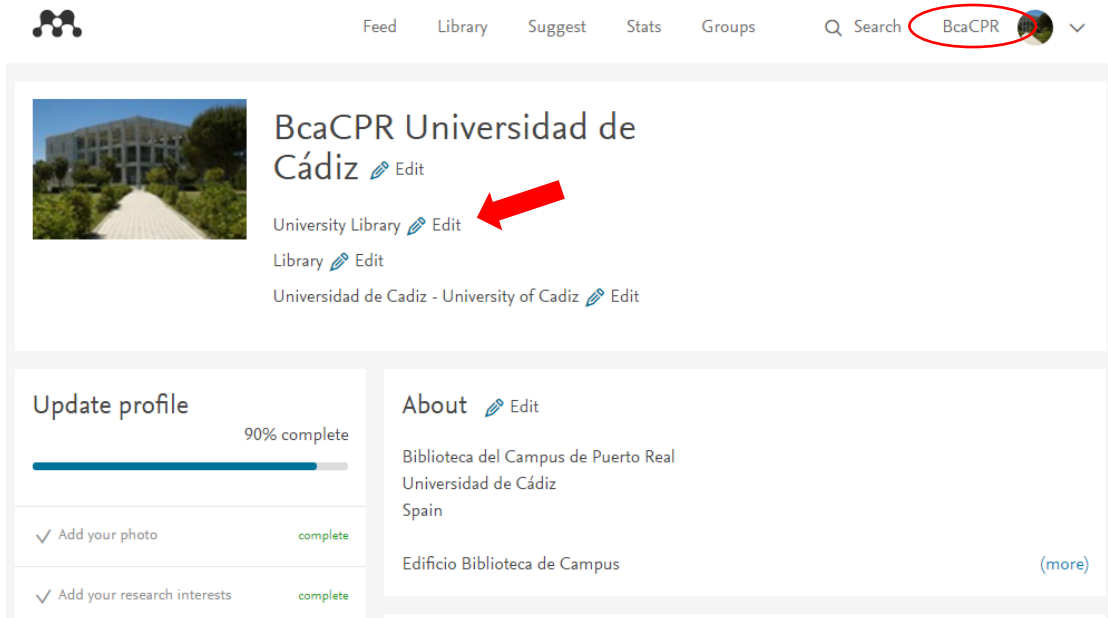 Feed Library Suggest Stats Groups Search BcaCPR
BcaCPR Universidad de
Cádiz Edit
University Library Edit
Library Edit
Universidad de Cadiz - University of Cadiz Edit
Update profile
90% complete
Add your photo complete
Add your research interests complete
About Edit
Biblioteca del Campus de Puerto Real
Universidad de Cádiz
Spain
Edificio Biblioteca de Campus (more)